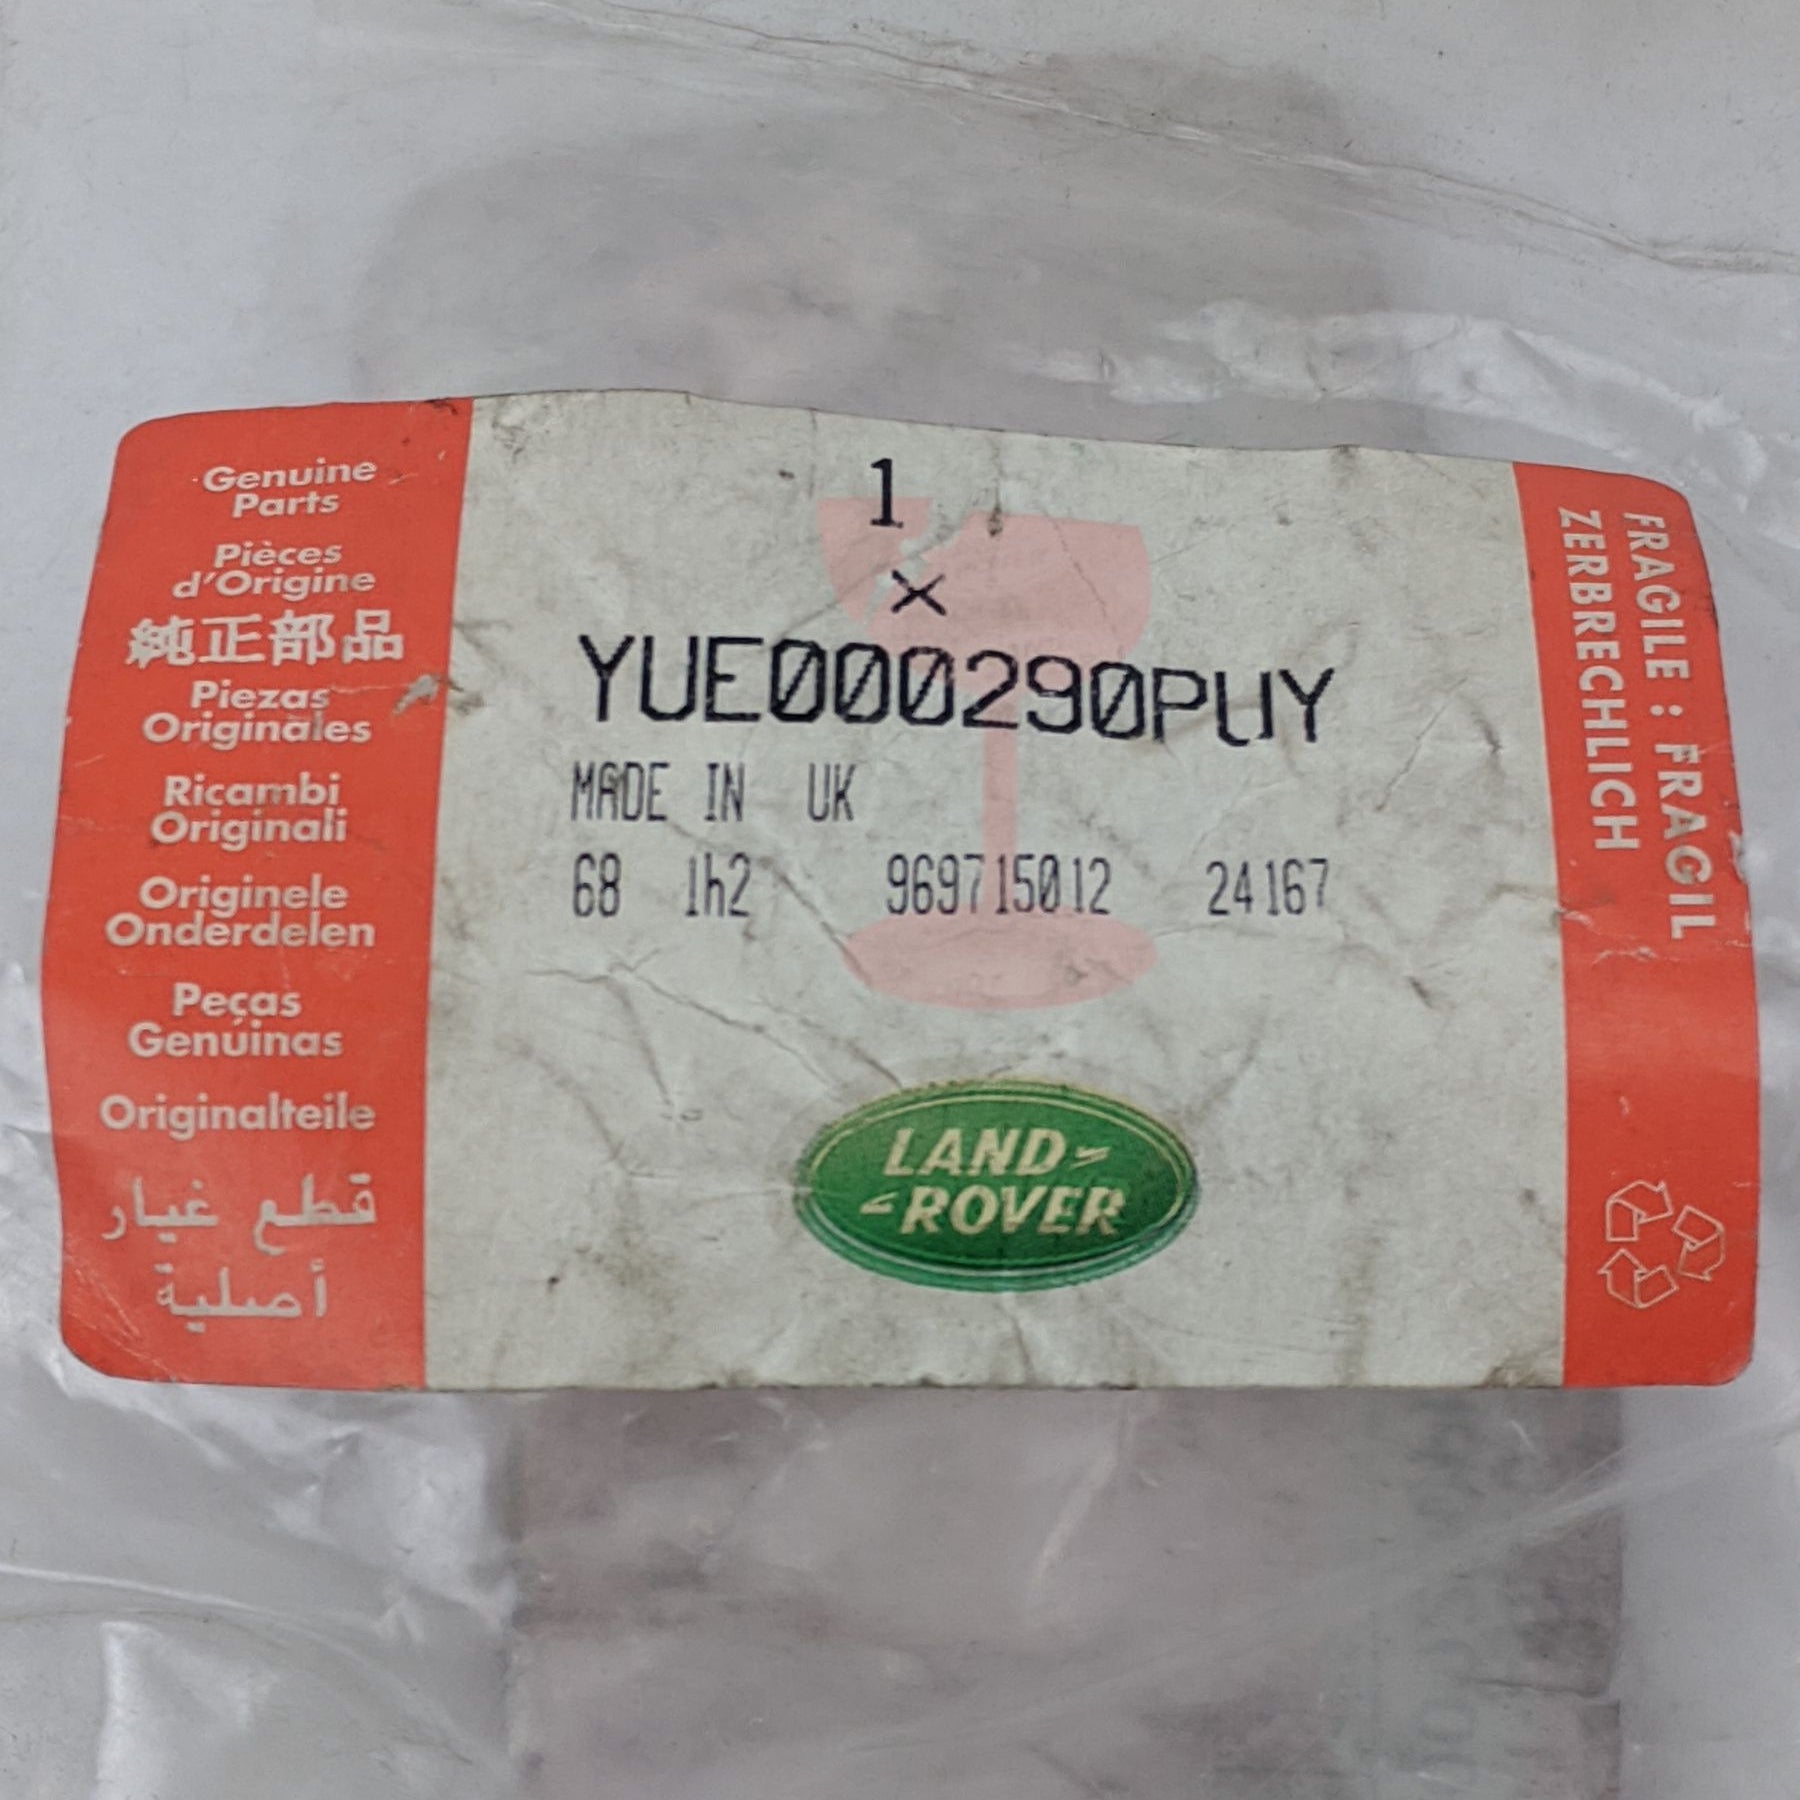 Genuine
Parts
Pièces
d'Origine
純正部品
Piezas
Originales
Ricambi
Originali
Originele
Onderdelen
Peças
Genúinas
Originalteile
قطع غيار
أصلية
1
×
YUE000290PUY
MADE IN UK
68 1h2 969715012 24167
LAND-
-ROVER
FRAGILE : FRAGIL
ZERBRECHLICH